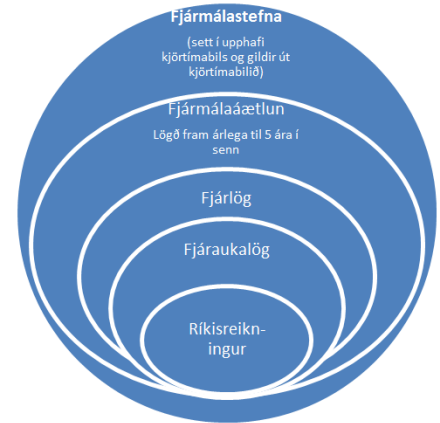 Fjármálastefna
(sett í upphafi
kjörtímabils og gildir út
kjörtímabilið)
Fjármálaáætlun
Lögð fram árlega til 5 ára í
senn
Fjárlög
Fjáraukalög
Ríkisreikn-
ingur